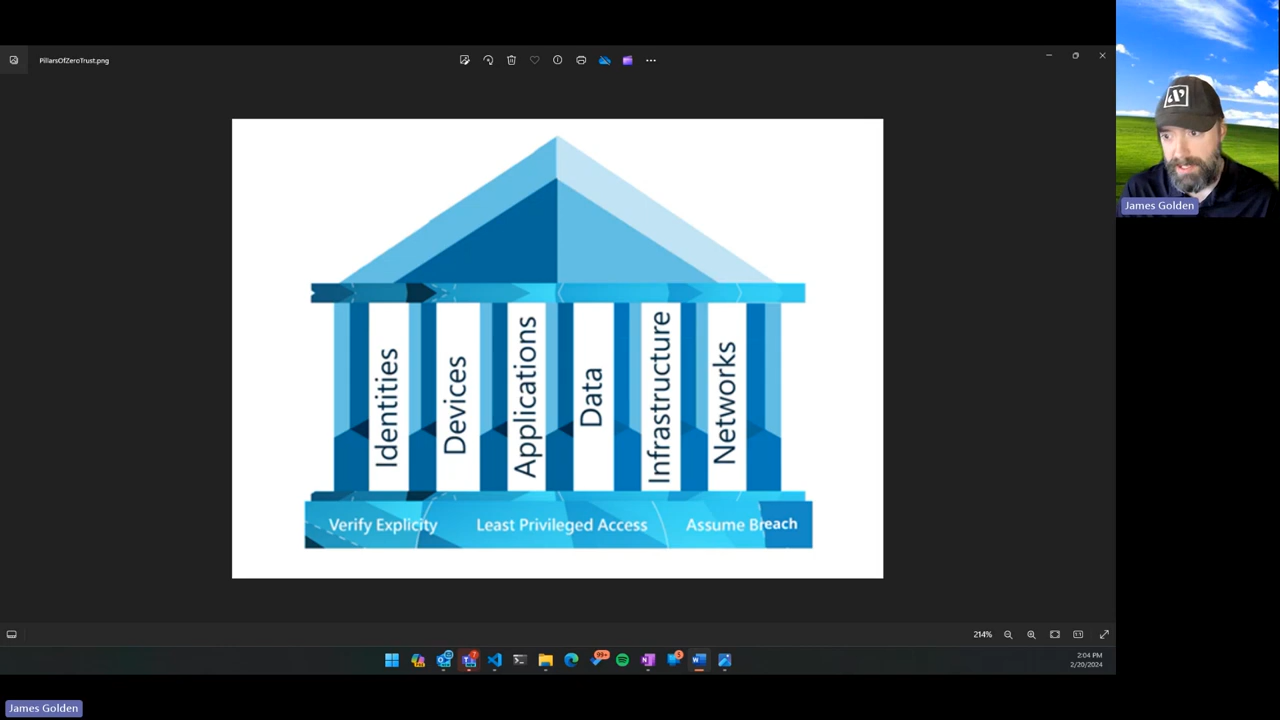 PillarsOfZeroTrust.png
James Golden
Identities
Devices
Applications
Data
Infrastructure
Networks
Verify Explicity
Least Privileged Access
Assume Breach
214%
99+
2:04 PM
2/20/2024
James Golden